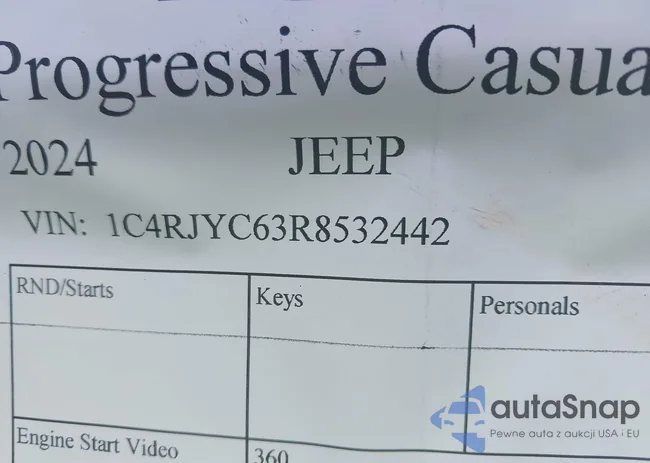 Progressive Casua
2024 JEEP
VIN: 1C4RJYC63R8532442
RND/Starts Keys Personals
Engine Start Video 360
autaSnap
Pewne auta z aukcji USA i EU